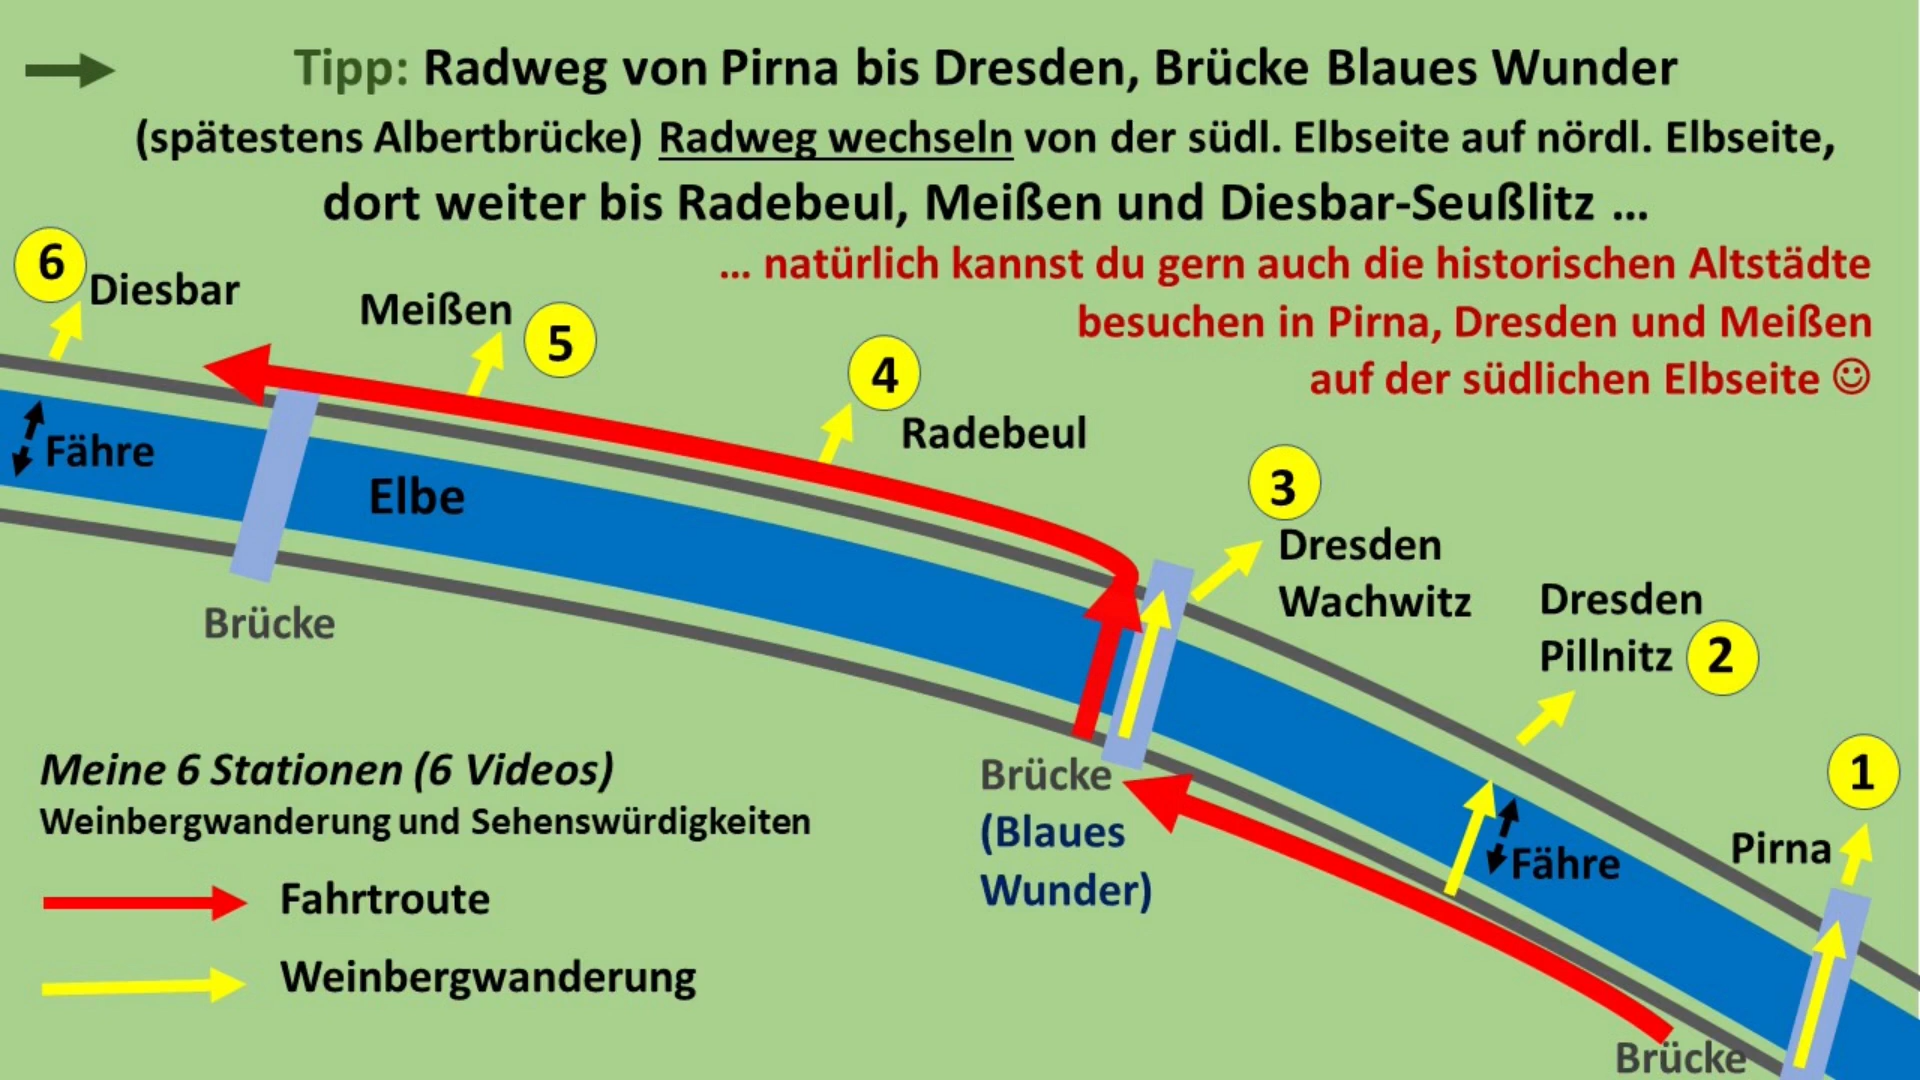 Tipp: Radweg von Pirna bis Dresden, Brücke Blaues Wunder
(spätestens Albertbrücke) Radweg wechseln von der südl. Elbseite auf nördl. Elbseite,
dort weiter bis Radebeul, Meißen und Diesbar-Seußlitz ...
... natürlich kannst du gern auch die historischen Altstädte
besuchen in Pirna, Dresden und Meißen
auf der südlichen Elbseite ☺
6
Diesbar
Meißen
5
4
Radebeul
Fähre
Elbe
3
Dresden
Wachwitz
Brücke
Dresden
Pillnitz 2
1
Pirna
Brücke
(Blaues
Wunder)
Fähre
Brücke
Meine 6 Stationen (6 Videos)
Weinbergwanderung und Sehenswürdigkeiten
Fahrtroute
Weinbergwanderung